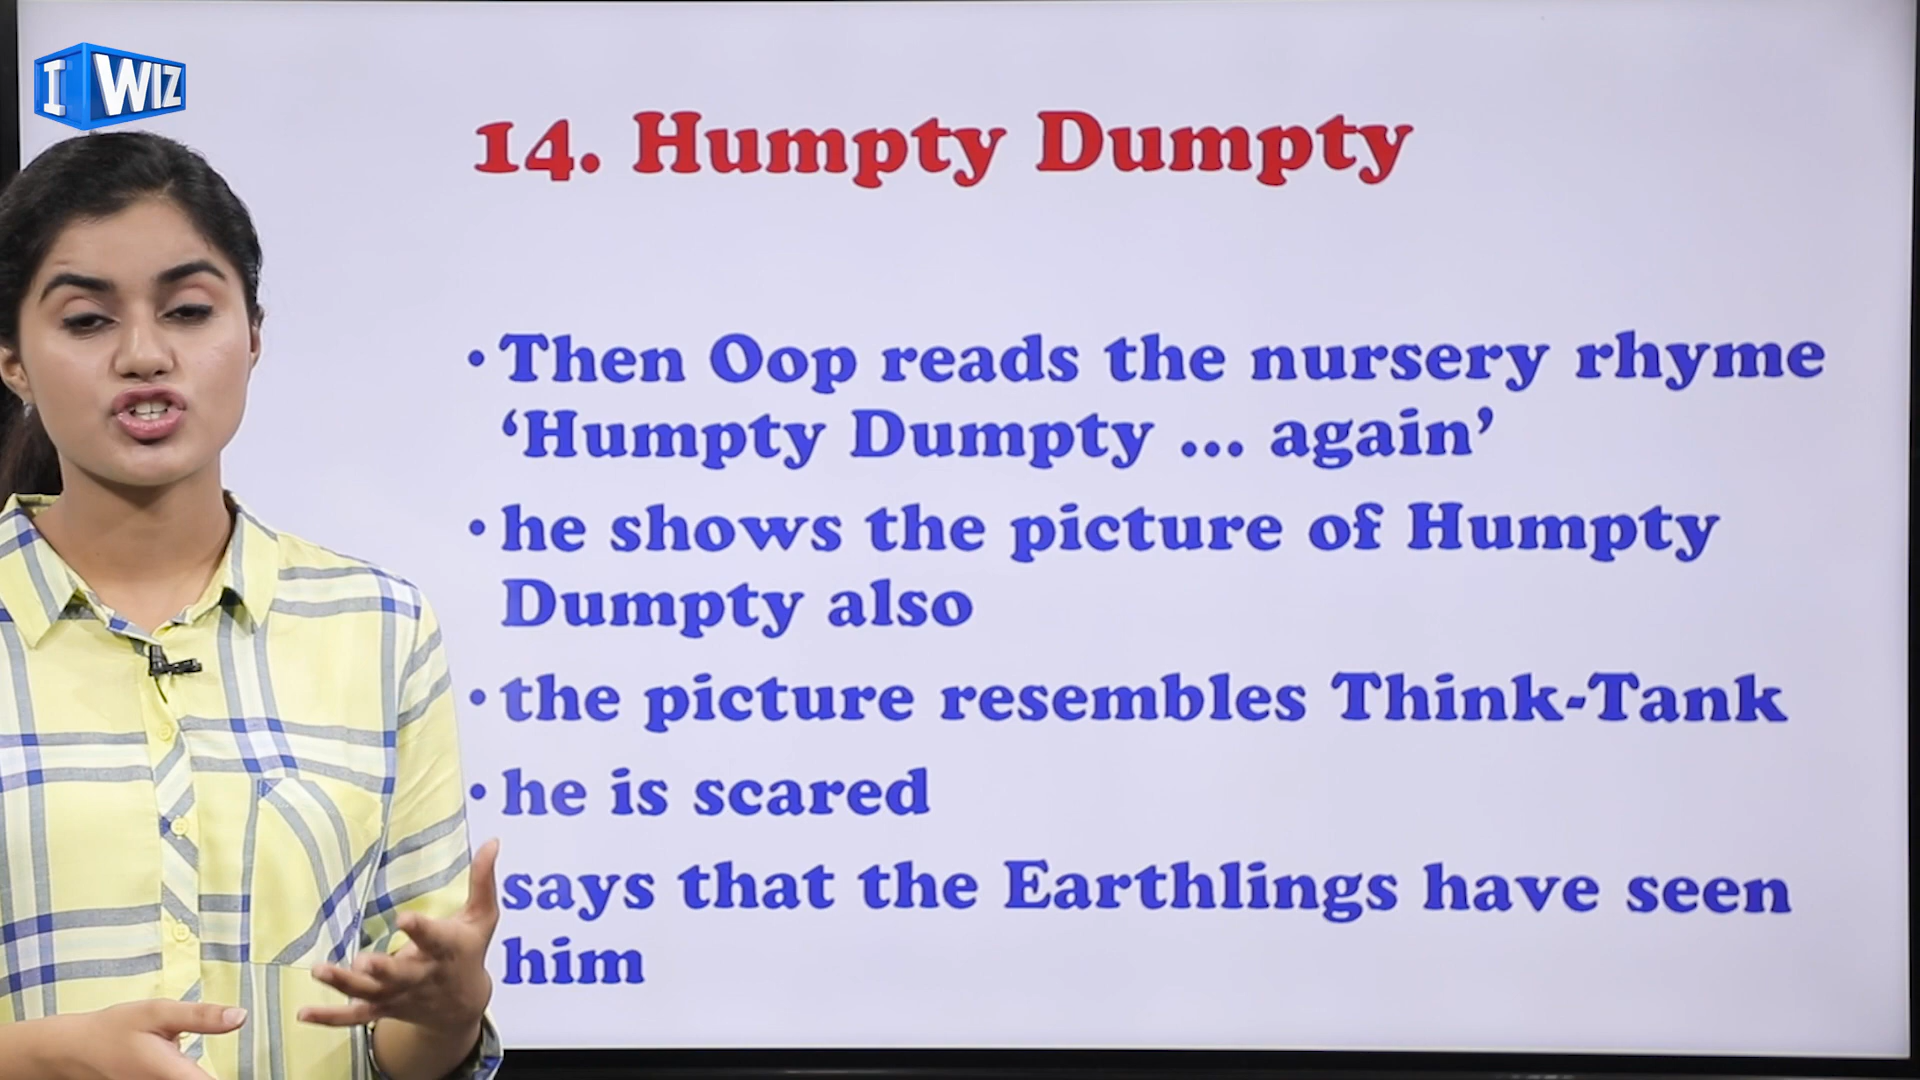 I WIZ
14. Humpty Dumpty
• Then Oop reads the nursery rhyme
‘Humpty Dumpty ... again’
• he shows the picture of Humpty
Dumpty also
• the picture resembles Think-Tank
• he is scared
says that the Earthlings have seen
him